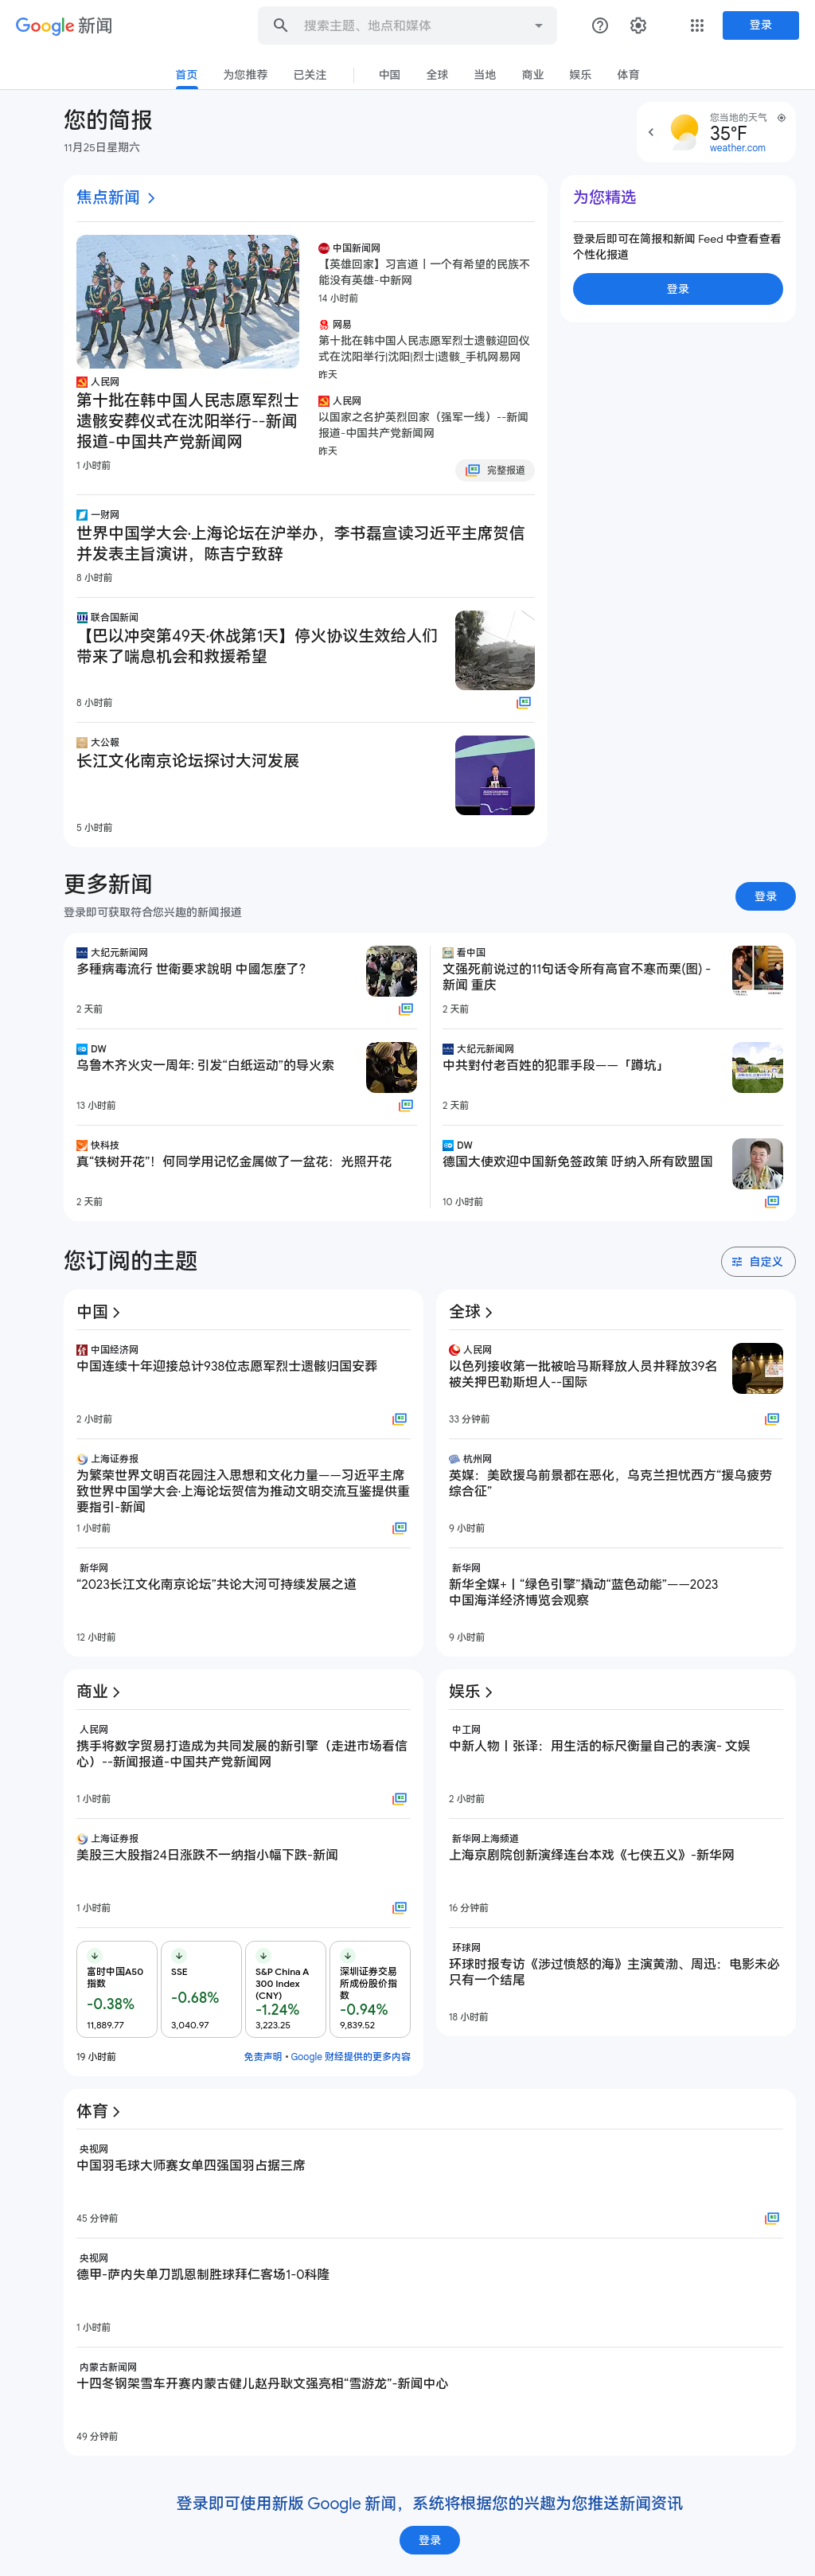 Google 新闻
搜索主题、地点和媒体
登录
首页
为您推荐
已关注
中国
全球
当地
商业
娱乐
体育
您的简报
11月25日星期六
您当地的天气
35°F
weather.com
焦点新闻
人民网
第十批在韩中国人民志愿军烈士
遗骸安葬仪式在沈阳举行--新闻
报道-中国共产党新闻网
1 小时前
中国新闻网
【英雄回家】习言道丨一个有希望的民族不
能没有英雄-中新网
14 小时前
网易
第十批在韩中国人民志愿军烈士遗骸迎回仪
式在沈阳举行|沈阳|烈士|遗骸_手机网易网
昨天
人民网
以国家之名护英烈回家（强军一线）--新闻
报道-中国共产党新闻网
昨天
完整报道
一财网
世界中国学大会·上海论坛在沪举办，李书磊宣读习近平主席贺信
并发表主旨演讲，陈吉宁致辞
8 小时前
联合国新闻
【巴以冲突第49天·休战第1天】停火协议生效给人们
带来了喘息机会和救援希望
8 小时前
大公報
长江文化南京论坛探讨大河发展
5 小时前
为您精选
登录后即可在简报和新闻 Feed 中查看查看
个性化报道
登录
更多新闻
登录即可获取符合您兴趣的新闻报道
登录
大纪元新闻网
多種病毒流行 世衛要求說明 中國怎麼了？
2 天前
DW
乌鲁木齐火灾一周年: 引发“白纸运动”的导火索
13 小时前
快科技
真“铁树开花”！何同学用记忆金属做了一盆花：光照开花
2 天前
看中国
文强死前说过的11句话令所有高官不寒而栗(图) -
新闻 重庆
2 天前
大纪元新闻网
中共對付老百姓的犯罪手段——「蹲坑」
2 天前
DW
德国大使欢迎中国新免签政策 吁纳入所有欧盟国
10 小时前
您订阅的主题
自定义
中国
中国经济网
中国连续十年迎接总计938位志愿军烈士遗骸归国安葬
2 小时前
上海证券报
为繁荣世界文明百花园注入思想和文化力量——习近平主席
致世界中国学大会·上海论坛贺信为推动文明交流互鉴提供重
要指引-新闻
1 小时前
新华网
“2023长江文化南京论坛”共论大河可持续发展之道
12 小时前
全球
人民网
以色列接收第一批被哈马斯释放人员并释放39名
被关押巴勒斯坦人--国际
33 分钟前
杭州网
英媒：美欧援乌前景都在恶化，乌克兰担忧西方“援乌疲劳
综合征”
9 小时前
新华网
新华全媒+丨“绿色引擎”撬动“蓝色动能”——2023
中国海洋经济博览会观察
9 小时前
商业
人民网
携手将数字贸易打造成为共同发展的新引擎（走进市场看信
心）--新闻报道-中国共产党新闻网
1 小时前
上海证券报
美股三大股指24日涨跌不一纳指小幅下跌-新闻
1 小时前
富时中国A50
指数
-0.38%
11,889.77
SSE
-0.68%
3,040.97
S&P China A
300 Index
(CNY)
-1.24%
3,223.25
深圳证券交易
所成份股价指
数
-0.94%
9,839.52
19 小时前
免责声明 • Google 财经提供的更多内容
娱乐
中工网
中新人物丨张译：用生活的标尺衡量自己的表演- 文娱
2 小时前
新华网上海频道
上海京剧院创新演绎连台本戏《七侠五义》-新华网
16 分钟前
环球网
环球时报专访《涉过愤怒的海》主演黄渤、周迅：电影未必
只有一个结尾
18 小时前
体育
央视网
中国羽毛球大师赛女单四强国羽占据三席
45 分钟前
央视网
德甲-萨内失单刀凯恩制胜球拜仁客场1-0科隆
1 小时前
内蒙古新闻网
十四冬钢架雪车开赛内蒙古健儿赵丹耿文强亮相“雪游龙”-新闻中心
49 分钟前
登录即可使用新版 Google 新闻，系统将根据您的兴趣为您推送新闻资讯
登录